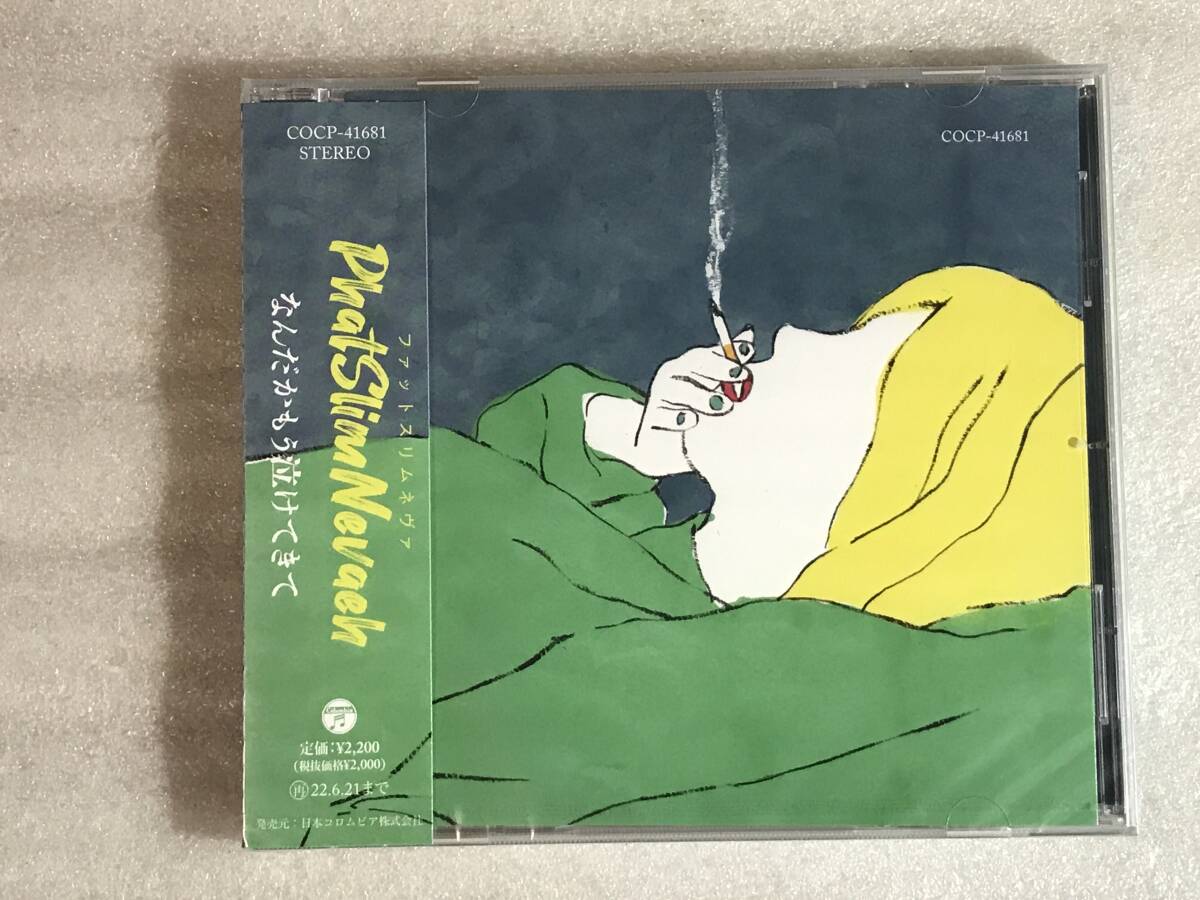 COCP-41681
STEREO
PhatSlimNevaeh
ファットスリムネヴァ
なんだかもう泣けてきて
定価:¥2,200
(税抜価格¥2,000)
再22.6.21まで
発売元:日本コロムビア株式会社
COCP-41681